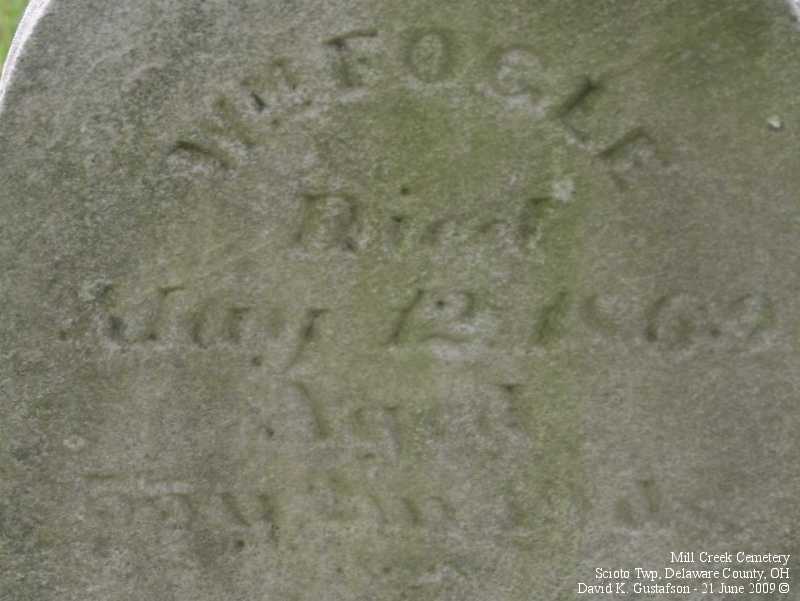 Wm FOGLE
Died
May 12, 186
Aged
Mill Creek Cemetery
Scioto Twp, Delaware County, OH
David K. Gustafson - 21 June 2009 ©